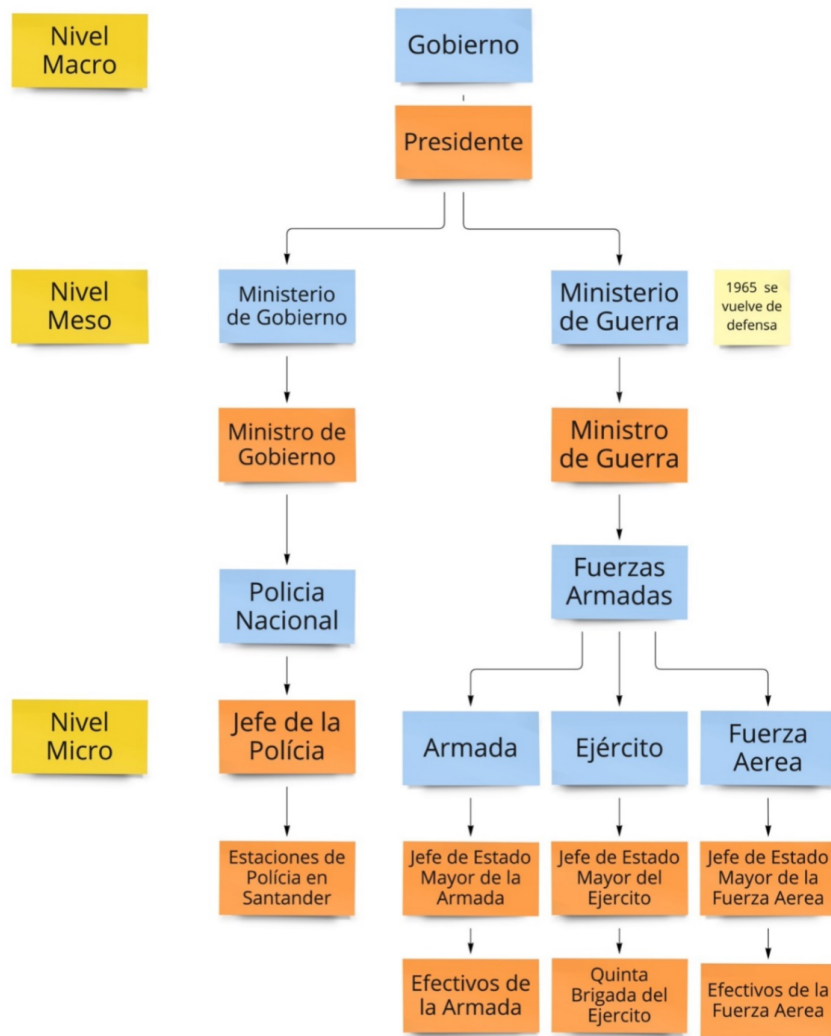 Nivel
Macro
Gobierno
Presidente
Nivel
Meso
Ministerio
de Gobierno
Ministerio
de Guerra
1965 se
vuelve de
defensa
Ministro de
Gobierno
Ministro
de Guerra
Policia
Nacional
Fuerzas
Armadas
Nivel
Micro
Jefe de la
Polícia
Armada
Ejército
Fuerza
Aerea
Estaciones de
Polícia en
Santander
Jefe de Estado
Mayor de la
Armada
Jefe de Estado
Mayor del
Ejercito
Jefe de Estado
Mayor de la
Fuerza Aerea
Efectivos de
la Armada
Quinta
Brigada del
Ejercito
Efectivos de la
Fuerza Aerea